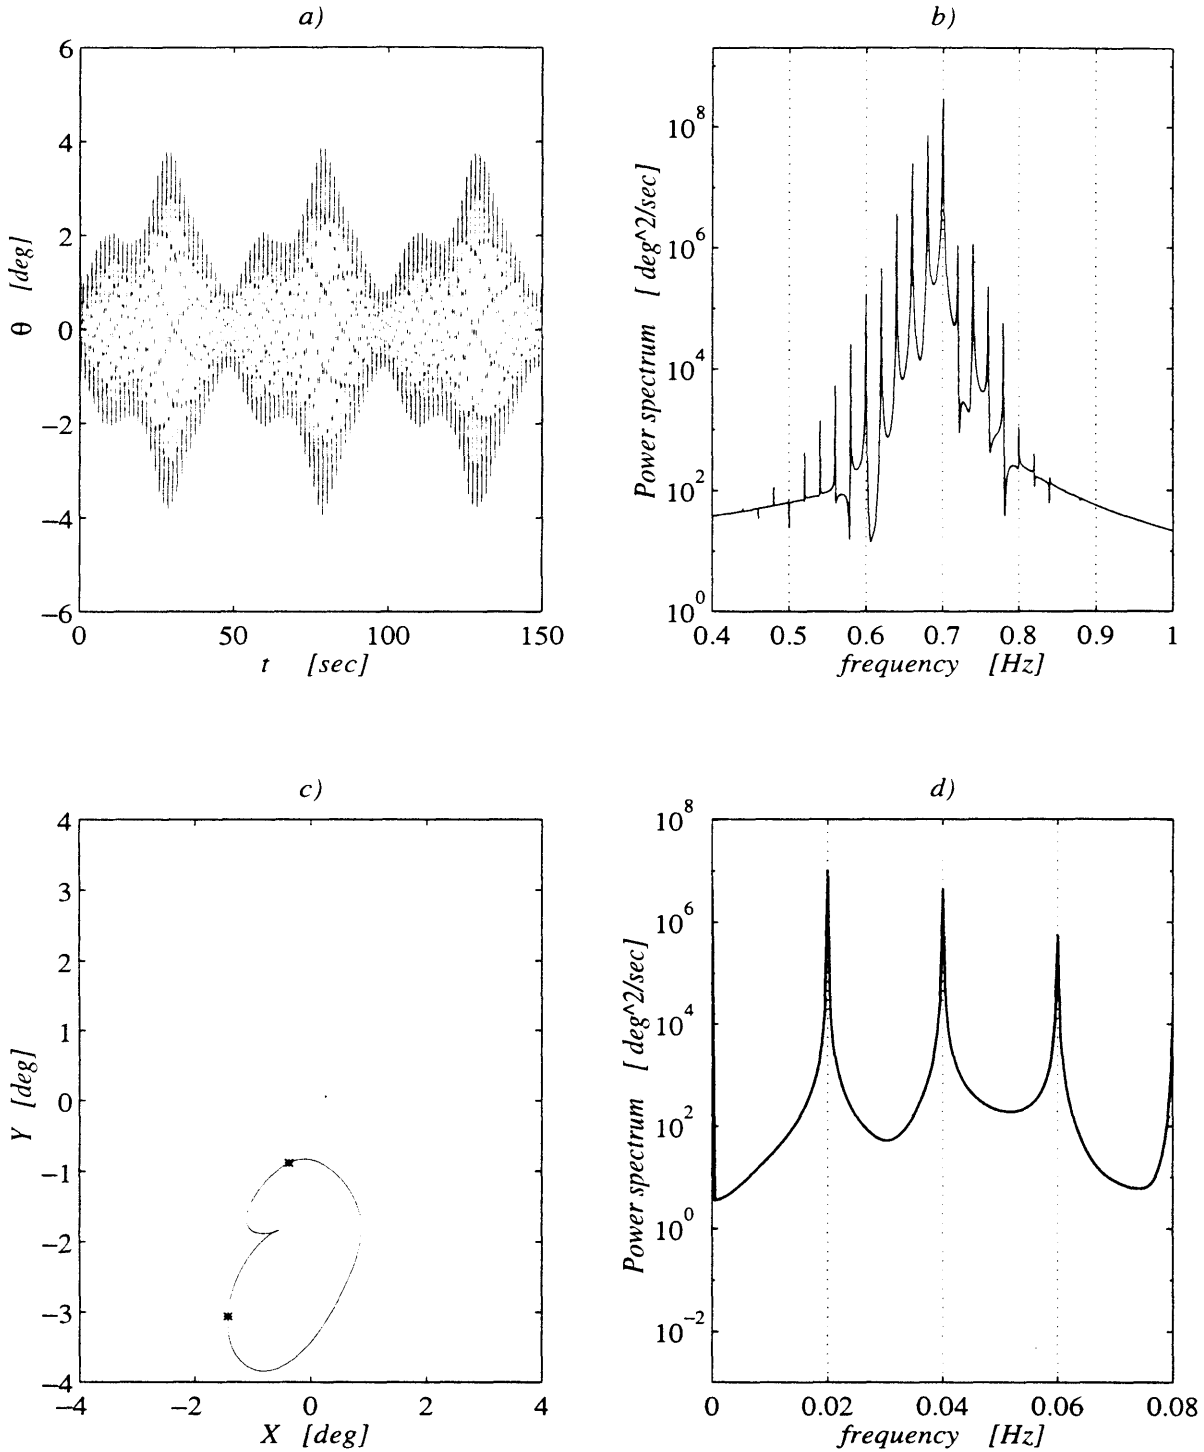 a)
6
4
2
0
−2
−4
−6
θ [deg]
0 50 100 150
t [sec]
b)
10^8
10^6
10^4
10^2
10^0
Power spectrum [ deg^2/sec]
0.4 0.5 0.6 0.7 0.8 0.9 1
frequency [Hz]
c)
4
3
2
1
0
−1
−2
−3
−4
Y [deg]
−4 −2 0 2 4
X [deg]
d)
10^8
10^6
10^4
10^2
10^0
10^−2
Power spectrum [ deg^2/sec]
0 0.02 0.04 0.06 0.08
frequency [Hz]